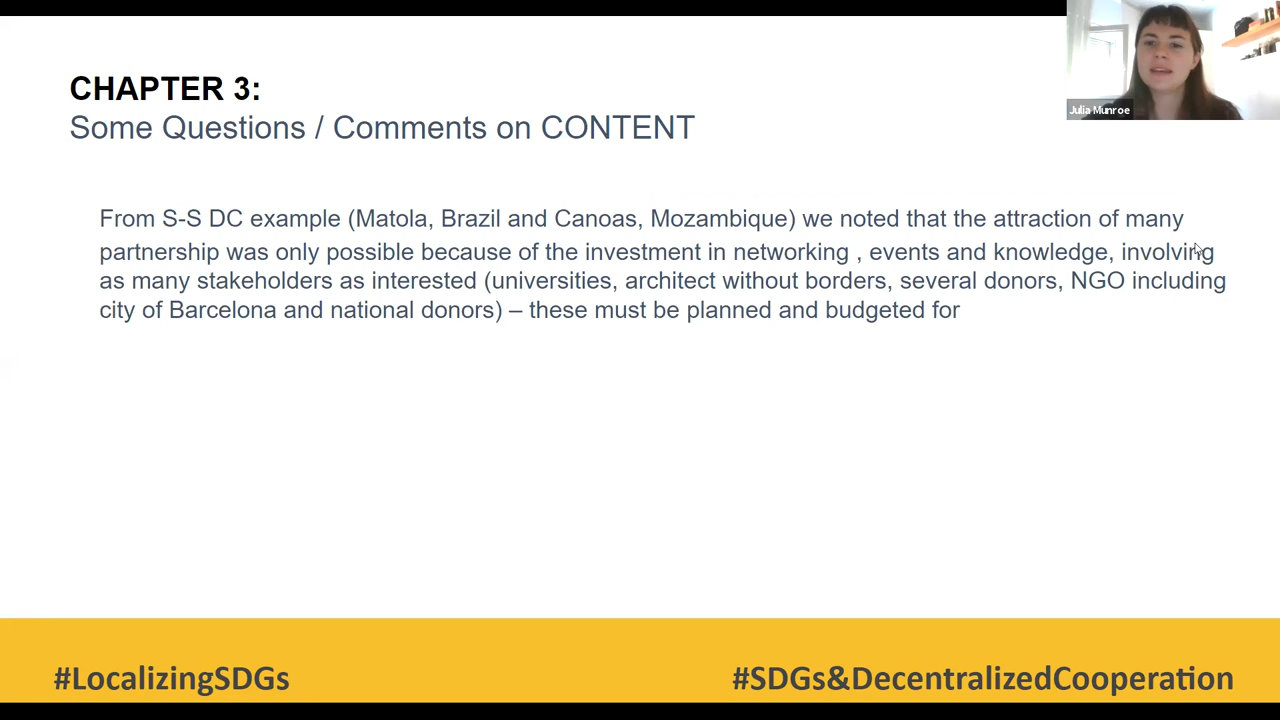 CHAPTER 3:
Some Questions / Comments on CONTENT
Julia Munroe
From S-S DC example (Matola, Brazil and Canoas, Mozambique) we noted that the attraction of many
partnership was only possible because of the investment in networking , events and knowledge, involving
as many stakeholders as interested (universities, architect without borders, several donors, NGO including
city of Barcelona and national donors) – these must be planned and budgeted for
#LocalizingSDGs
#SDGs&DecentralizedCooperation